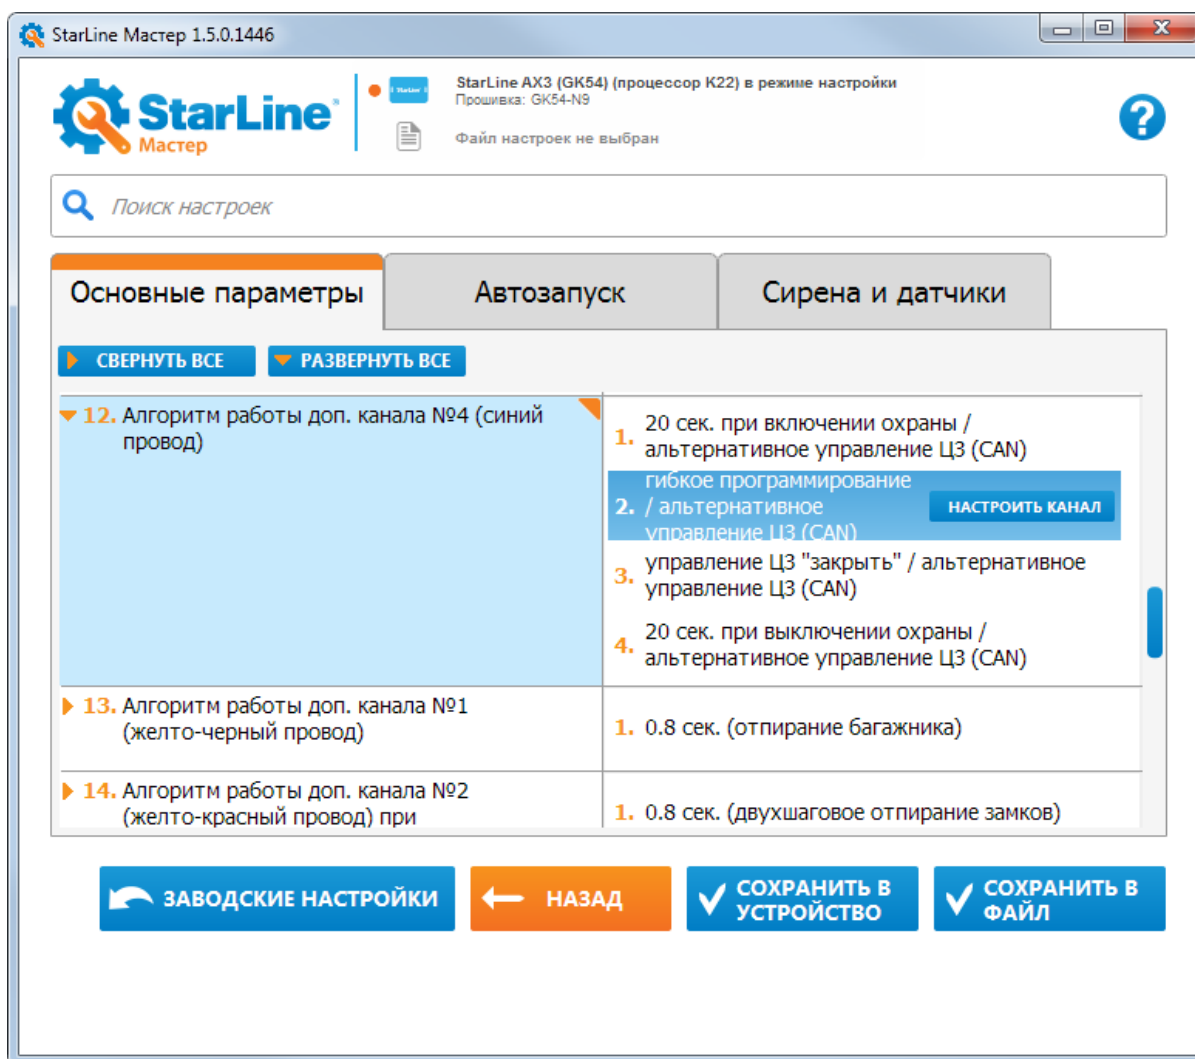 StarLine Мастер 1.5.0.1446
StarLine
Мастер
StarLine AX3 (GK54) (процессор K22) в режиме настройки
Прошивка: GK54-N9
Файл настроек не выбран
?
Поиск настроек
Основные параметры
Автозапуск
Сирена и датчики
СВЕРНУТЬ ВСЕ
РАЗВЕРНУТЬ ВСЕ
12. Алгоритм работы доп. канала №4 (синий
провод)
1. 20 сек. при включении охраны /
альтернативное управление ЦЗ (CAN)
2. гибкое программирование
/ альтернативное
управление ЦЗ (CAN)
НАСТРОИТЬ КАНАЛ
3. управление ЦЗ "закрыть" / альтернативное
управление ЦЗ (CAN)
4. 20 сек. при выключении охраны /
альтернативное управление ЦЗ (CAN)
13. Алгоритм работы доп. канала №1
(желто-черный провод)
1. 0.8 сек. (отпирание багажника)
14. Алгоритм работы доп. канала №2
(желто-красный провод) при
1. 0.8 сек. (двухшаговое отпирание замков)
ЗАВОДСКИЕ НАСТРОЙКИ
НАЗАД
СОХРАНИТЬ В
УСТРОЙСТВО
СОХРАНИТЬ В
ФАЙЛ